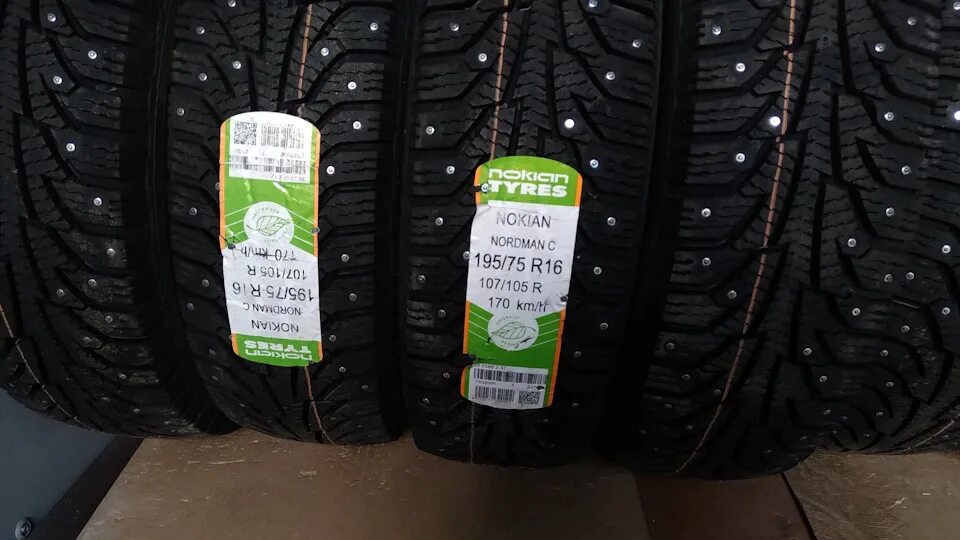 nokian
TYRES
NOKIAN
NORDMAN C
195/75 R16
107/105 R
170 km/h
nokian
TYRES
NOKIAN
NORDMAN C
195/75 R16
107/105 R
170 km/h